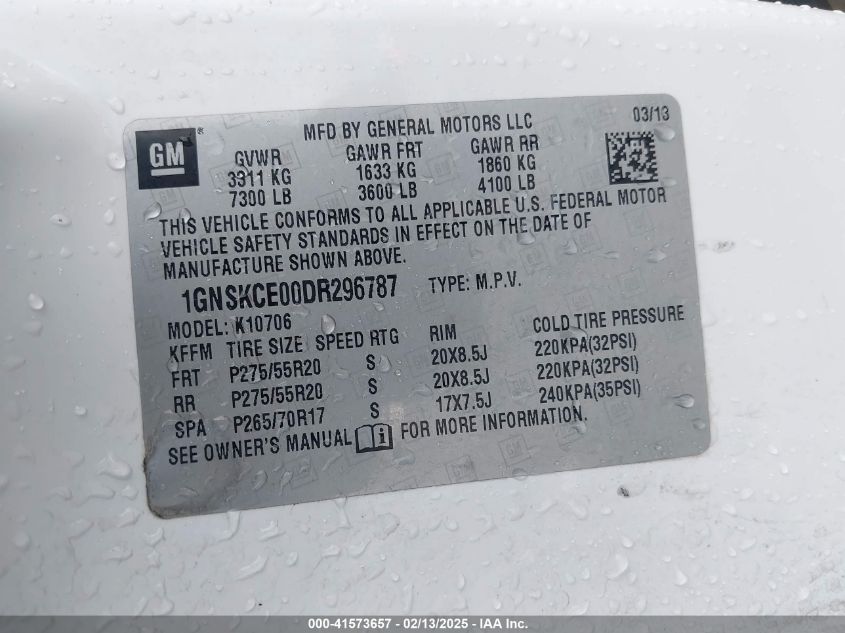 03/13
GM®
MFD BY GENERAL MOTORS LLC
GVWR GAWR FRT GAWR RR
3311 KG 1633 KG 1860 KG
7300 LB 3600 LB 4100 LB
THIS VEHICLE CONFORMS TO ALL APPLICABLE U.S. FEDERAL MOTOR
VEHICLE SAFETY STANDARDS IN EFFECT ON THE DATE OF
MANUFACTURE SHOWN ABOVE.
1GNSKCE00DR296787 TYPE: M.P.V.
MODEL: K10706
KFFM TIRE SIZE SPEED RTG RIM COLD TIRE PRESSURE
FRT P275/55R20 S 20X8.5J 220KPA(32PSI)
RR P275/55R20 S 20X8.5J 220KPA(32PSI)
SPA P265/70R17 S 17X7.5J 240KPA(35PSI)
SEE OWNER'S MANUAL FOR MORE INFORMATION.
000-41573657 - 02/13/2025 - IAA Inc.